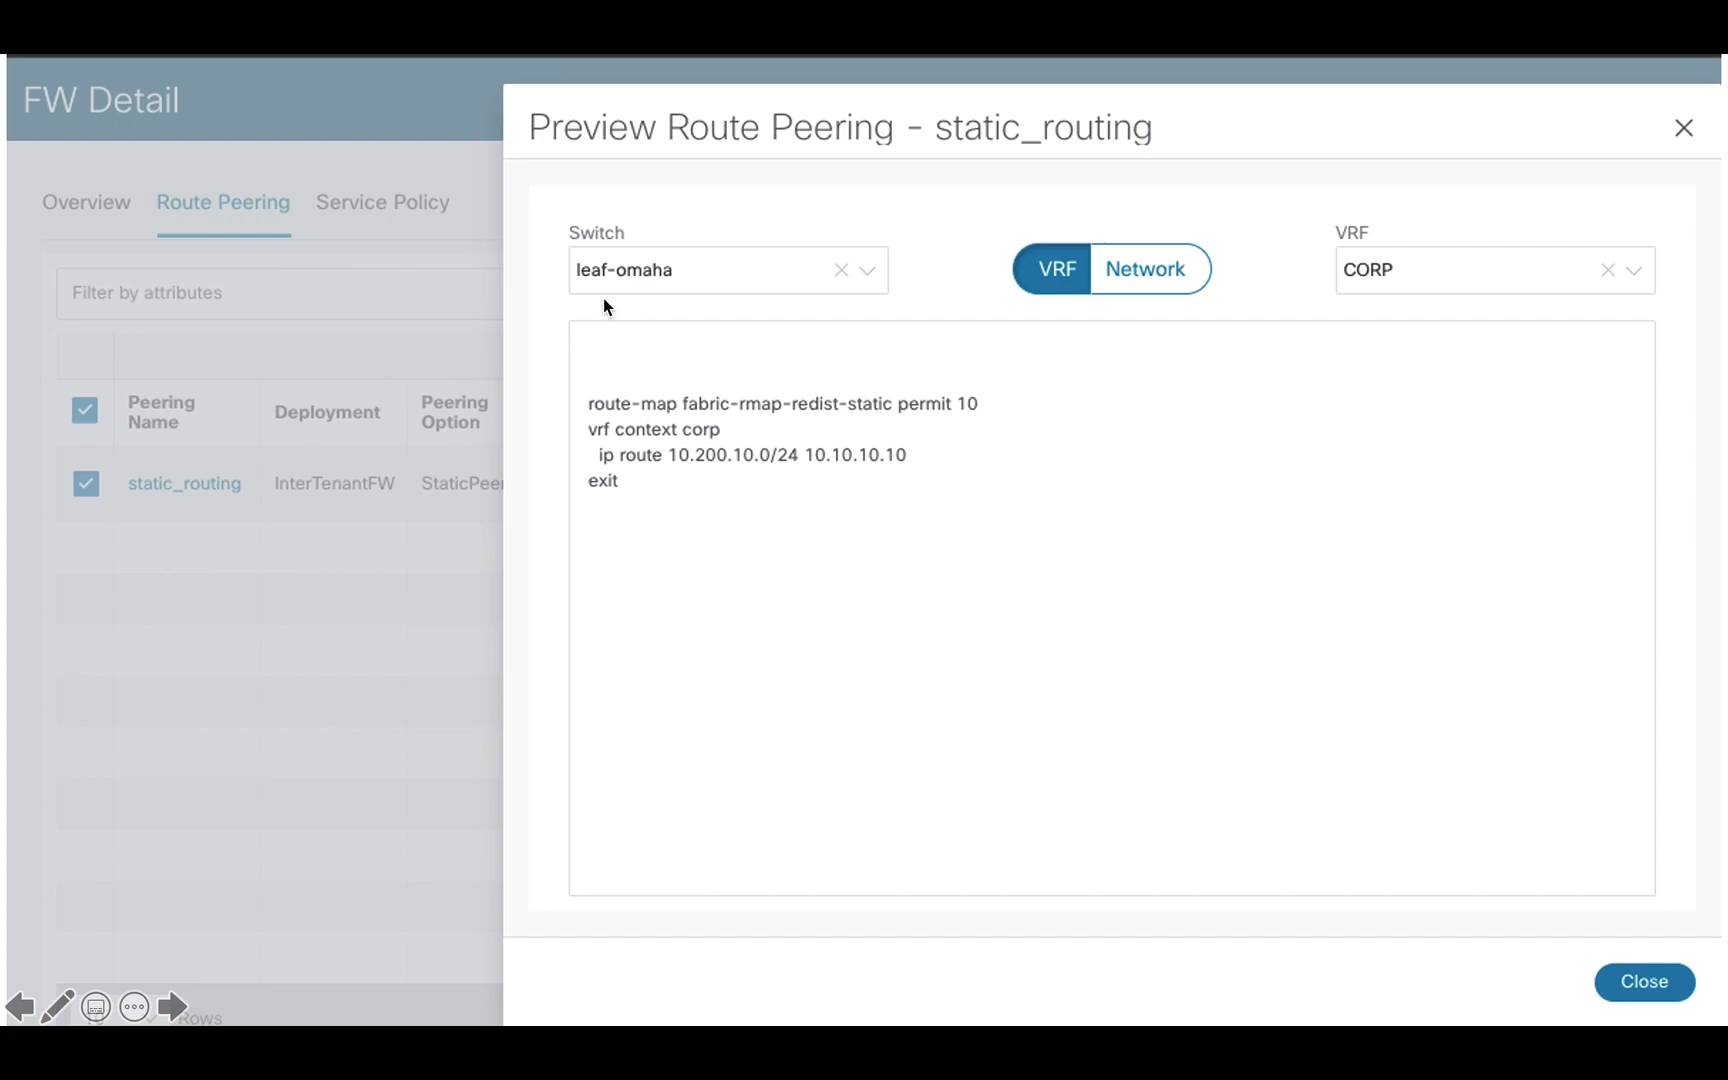 FW Detail
Preview Route Peering - static_routing
Overview
Route Peering
Service Policy
Filter by attributes
Peering Name
Deployment
Peering Option
static_routing
InterTenantFW
StaticPeer
Switch
leaf-omaha
VRF
Network
VRF
CORP
route-map fabric-rmap-redist-static permit 10
vrf context corp
ip route 10.200.10.0/24 10.10.10.10
exit
Close
Rows